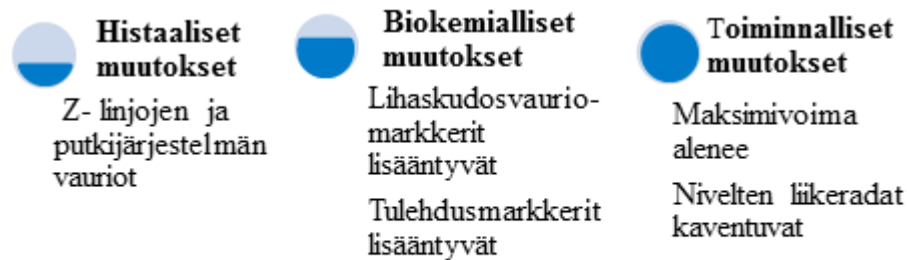 Histaaliset
muutokset
Z- linjojen ja
putkijärjestelmän
vauriot
Biokemialliset
muutokset
Lihaskudosvaurio-
markkerit
lisääntyvät
Tulehdusmarkkerit
lisääntyvät
Toiminnalliset
muutokset
Maksimivoima
alenee
Nivelten liikeradat
kaventuvat